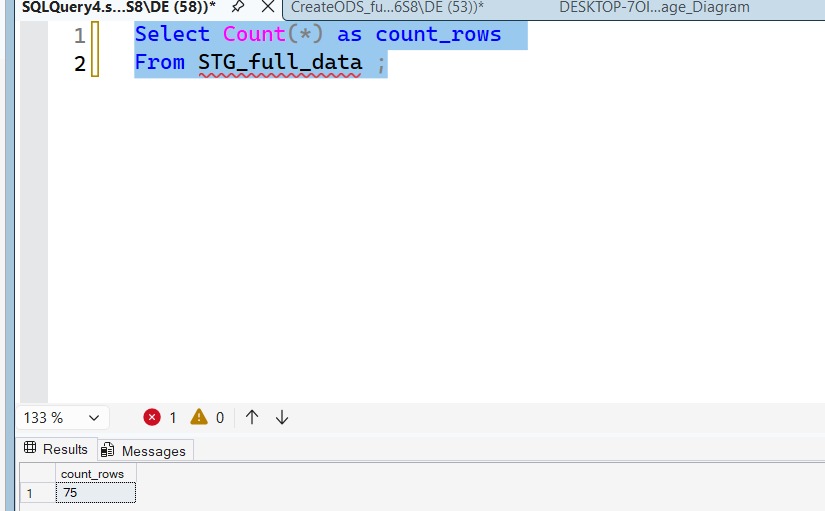 SQLQuery4.s...S8\DE (58))* CreateODS_fu...6S8\DE (53))* DESKTOP-7OI...age_Diagram
1 Select Count(*) as count_rows
2 From STG_full_data ;
133 % 1 0
Results Messages
count_rows
1 75